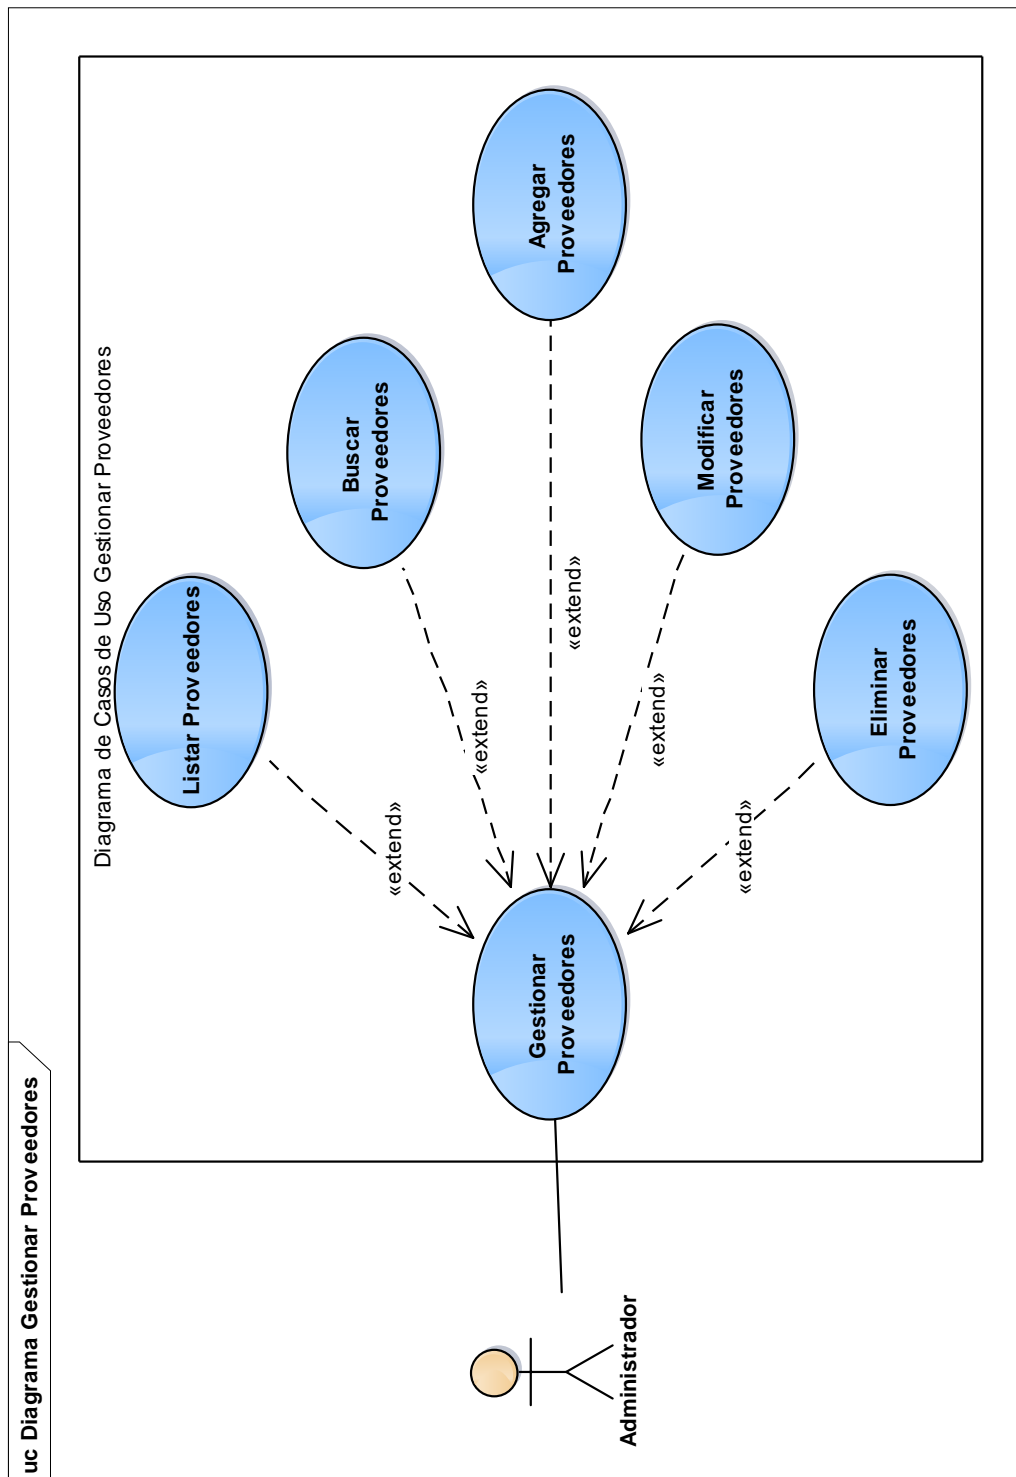 uc Diagrama Gestionar Proveedores
Diagrama de Casos de Uso Gestionar Proveedores
Administrador
Gestionar
Proveedores
Listar Proveedores
«extend»
Buscar
Proveedores
«extend»
Agregar
Proveedores
«extend»
Modificar
Proveedores
«extend»
Eliminar
Proveedores
«extend»